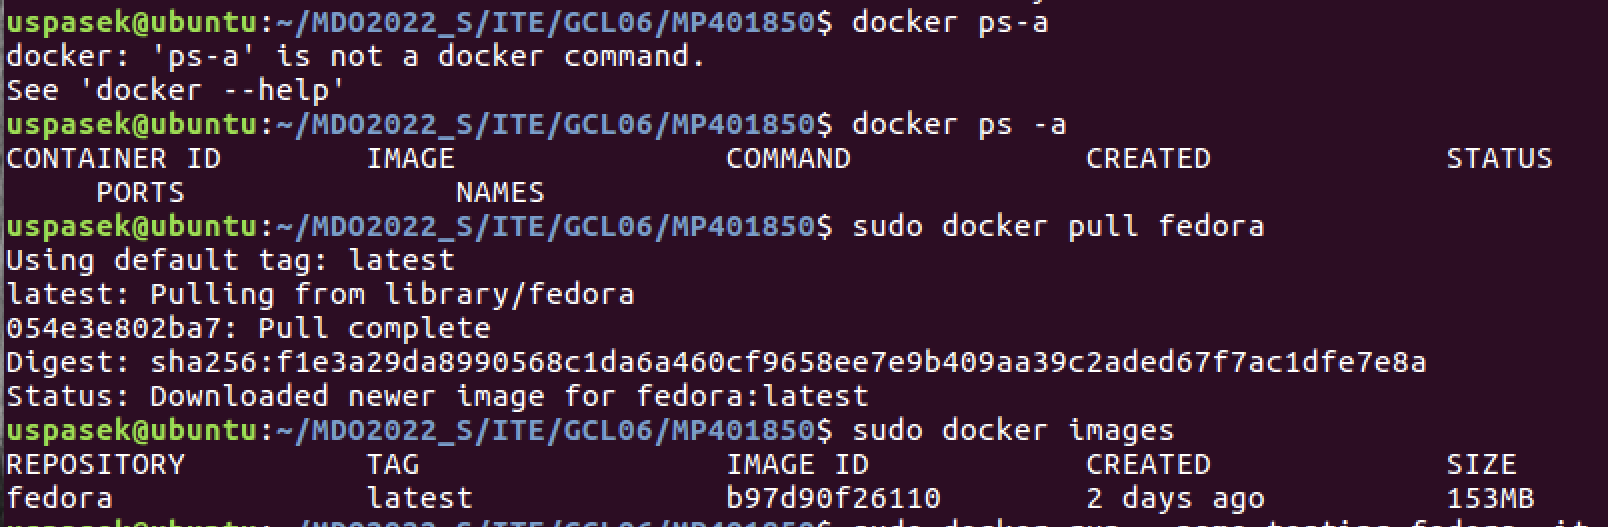 uspasek@ubuntu:~/MDO2022_S/ITE/GCL06/MP401850$ docker ps-a
docker: 'ps-a' is not a docker command.
See 'docker --help'
uspasek@ubuntu:~/MDO2022_S/ITE/GCL06/MP401850$ docker ps -a
CONTAINER ID        IMAGE               COMMAND             CREATED             STATUS
     PORTS               NAMES
uspasek@ubuntu:~/MDO2022_S/ITE/GCL06/MP401850$ sudo docker pull fedora
Using default tag: latest
latest: Pulling from library/fedora
054e3e802ba7: Pull complete
Digest: sha256:f1e3a29da8990568c1da6a460cf9658ee7e9b409aa39c2aded67f7ac1dfe7e8a
Status: Downloaded newer image for fedora:latest
uspasek@ubuntu:~/MDO2022_S/ITE/GCL06/MP401850$ sudo docker images
REPOSITORY          TAG                 IMAGE ID            CREATED             SIZE
fedora              latest              b97d90f26110        2 days ago          153MB